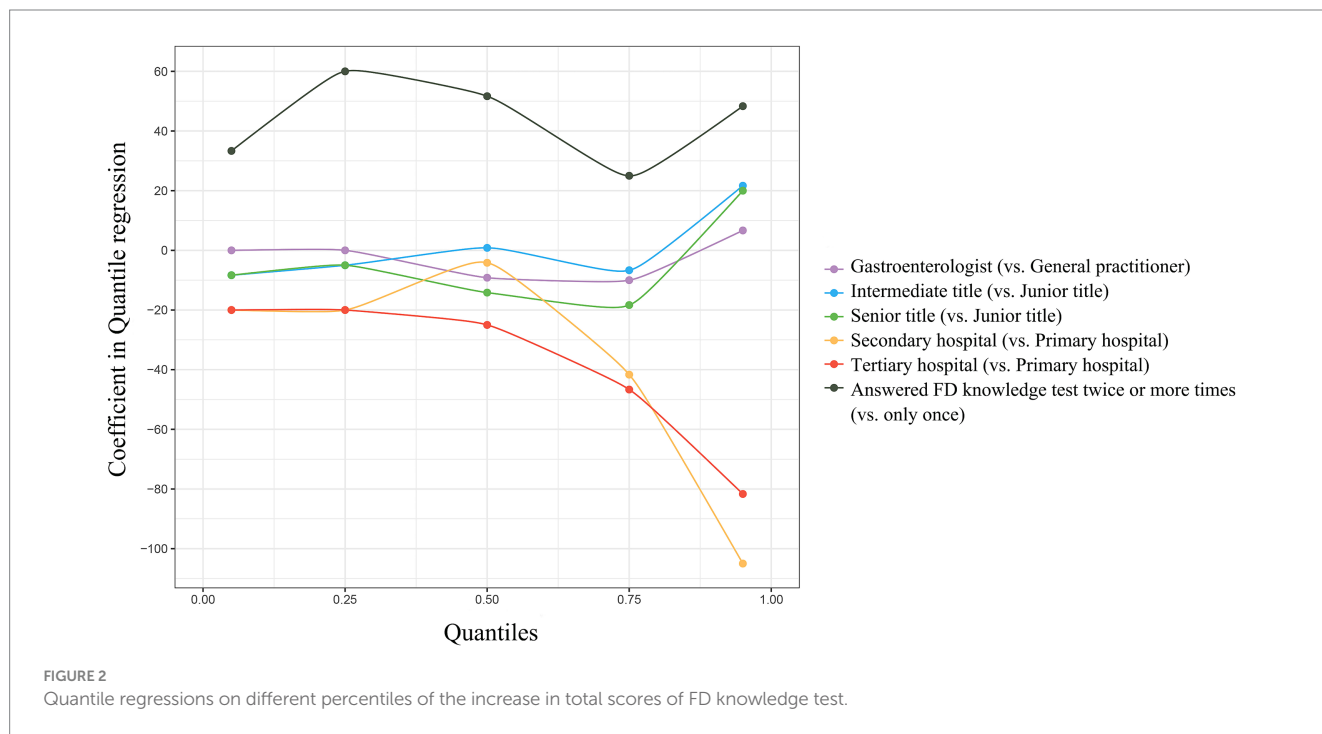 60
40
20
0
−20
−40
−60
−80
−100
Coefficient in Quantile regression
0.00 0.25 0.50 0.75 1.00
Quantiles
Gastroenterologist (vs. General practitioner)
Intermediate title (vs. Junior title)
Senior title (vs. Junior title)
Secondary hospital (vs. Primary hospital)
Tertiary hospital (vs. Primary hospital)
Answered FD knowledge test twice or more times
(vs. only once)
FIGURE 2
Quantile regressions on different percentiles of the increase in total scores of FD knowledge test.